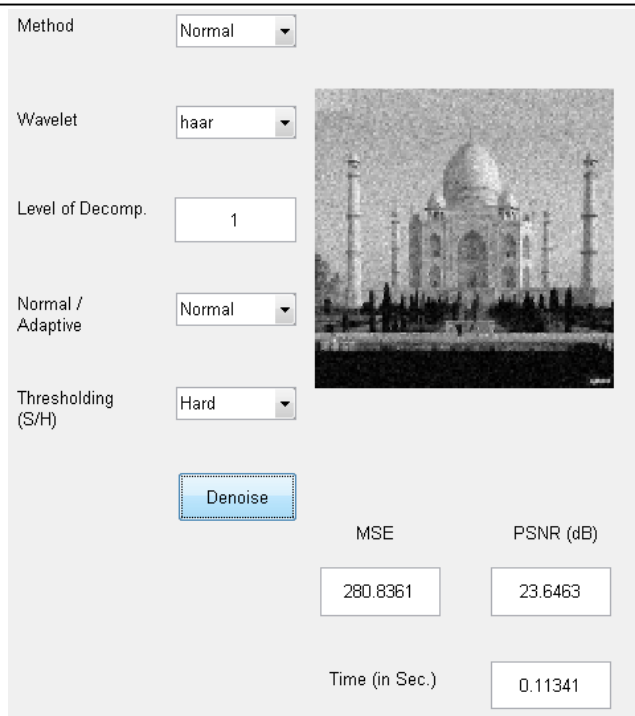 Method
Normal
Wavelet
haar
Level of Decomp.
1
Normal /
Adaptive
Normal
Thresholding
(S/H)
Hard
Denoise
MSE
PSNR (dB)
280.8361
23.6463
Time (in Sec.)
0.11341